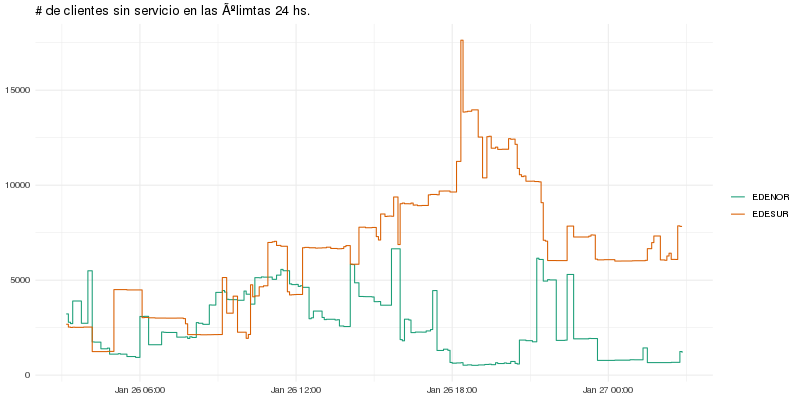 # de clientes sin servicio en las Ãºlimtas 24 hs.
15000
10000
5000
0
Jan 26 06:00
Jan 26 12:00
Jan 26 18:00
Jan 27 00:00
EDENOR
EDESUR